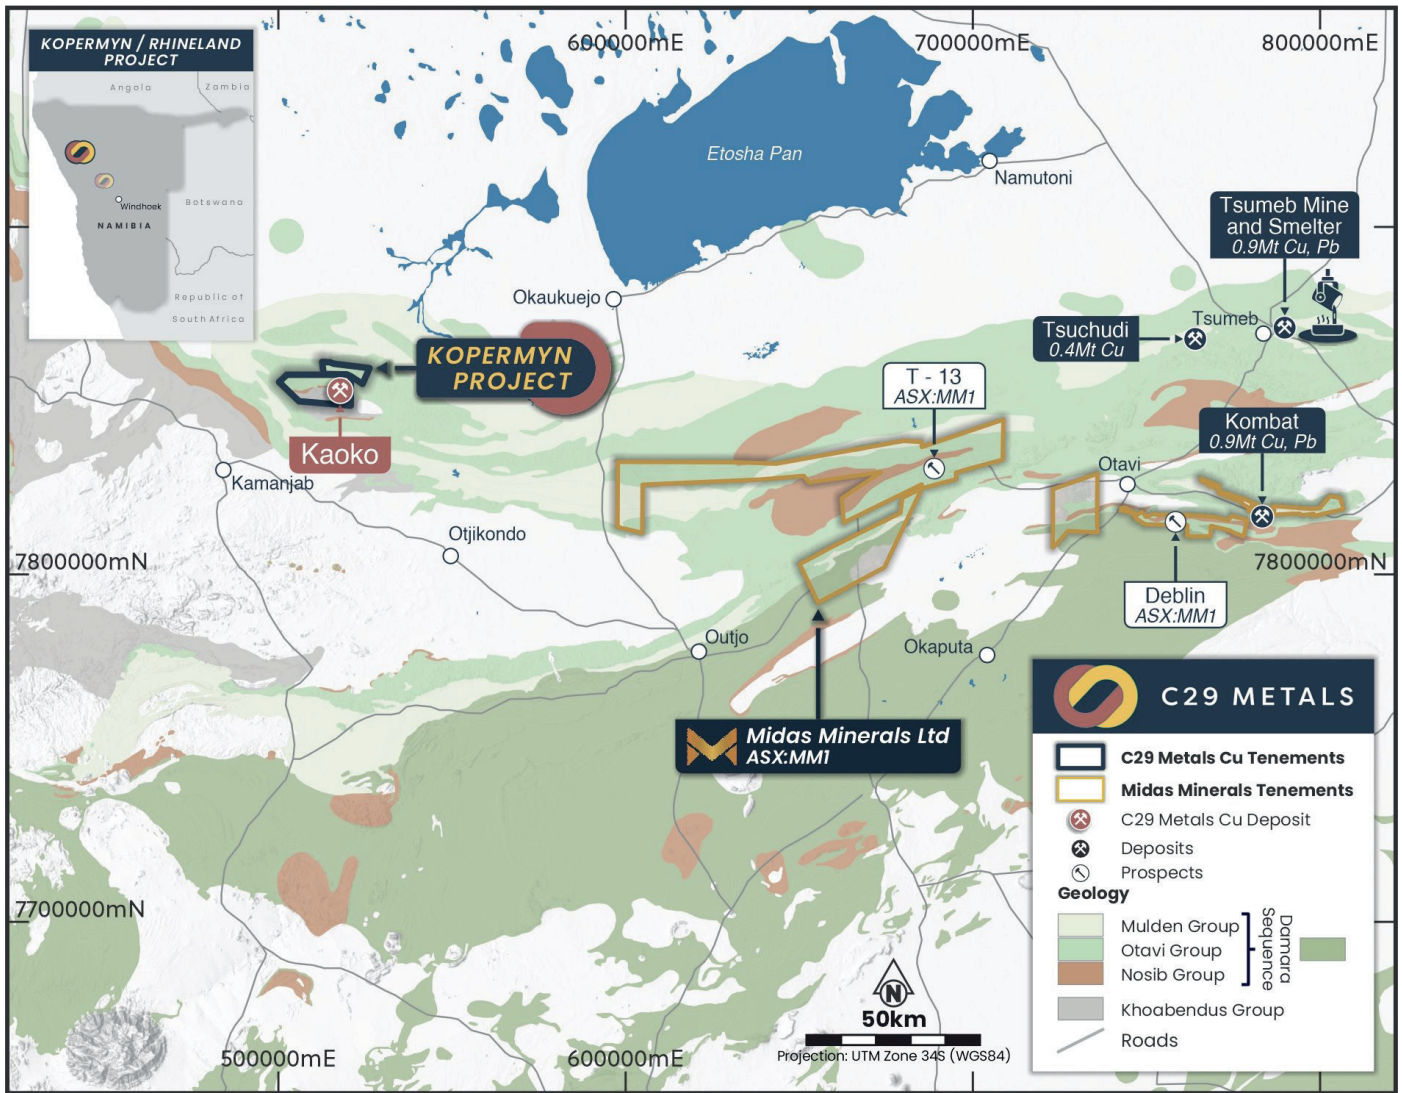 KOPERMYN / RHINELAND
PROJECT
Angola
Zambia
Windhoek
NAMIBIA
Botswana
Republic of
South Africa
600000mE
700000mE
800000mE
Etosha Pan
Namutoni
Tsumeb Mine
and Smelter
0.9Mt Cu, Pb
Okaukuejo
Tsuchudi
0.4Mt Cu
Tsumeb
KOPERMYN
PROJECT
T - 13
ASX:MM1
Kombat
0.9Mt Cu, Pb
Kaoko
Kamanjab
Otavi
Otjikondo
7800000mN
7800000mN
Deblin
ASX:MM1
Outjo
Okaputa
Midas Minerals Ltd
ASX:MM1
C29 METALS
C29 Metals Cu Tenements
Midas Minerals Tenements
C29 Metals Cu Deposit
Deposits
Prospects
Geology
Mulden Group
Otavi Group
Nosib Group
Damara
Sequence
Khoabendus Group
Roads
7700000mN
N
50km
Projection: UTM Zone 34S (WGS84)
500000mE
600000mE